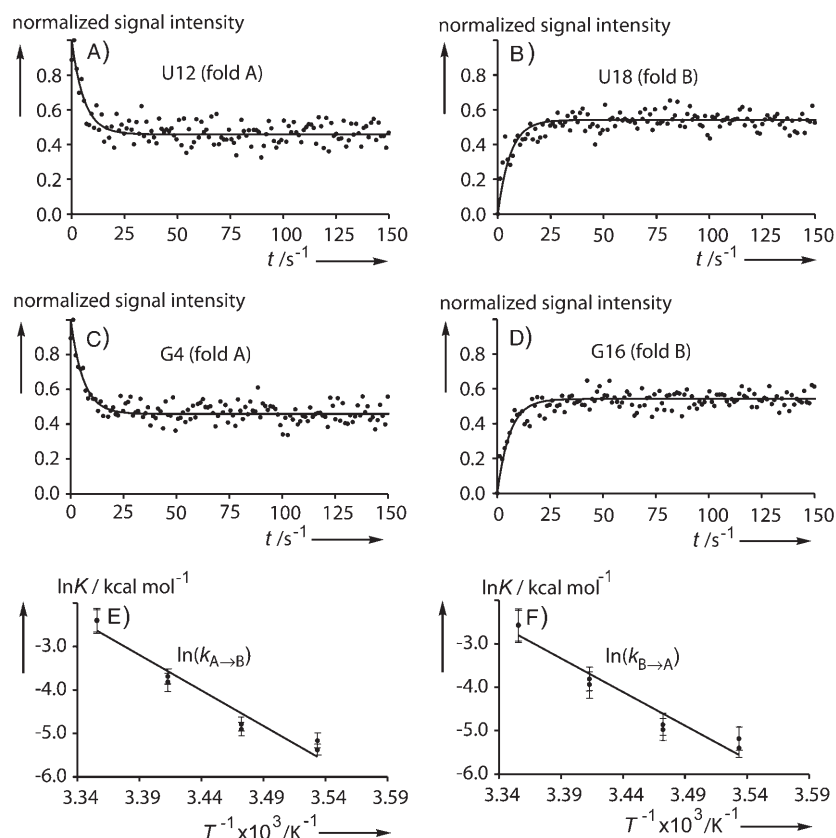 normalized signal intensity
A)
U12 (fold A)
0.8
0.6
0.4
0.2
0.0
0 25 50 75 100 125 150
t /s-1
normalized signal intensity
B)
U18 (fold B)
0.8
0.6
0.4
0.2
0.0
0 25 50 75 100 125 150
t /s-1
normalized signal intensity
C)
G4 (fold A)
0.8
0.6
0.4
0.2
0.0
0 25 50 75 100 125 150
t /s-1
normalized signal intensity
D)
G16 (fold B)
0.8
0.6
0.4
0.2
0.0
0 25 50 75 100 125 150
t /s-1
lnK / kcal mol-1
E)
ln(kA→B)
-3.0
-4.0
-5.0
-6.0
3.34 3.39 3.44 3.49 3.54 3.59
T-1 x103/K-1
lnK / kcal mol-1
F)
ln(kB→A)
-3.0
-4.0
-5.0
-6.0
3.34 3.39 3.44 3.49 3.54 3.59
T-1 x103/K-1